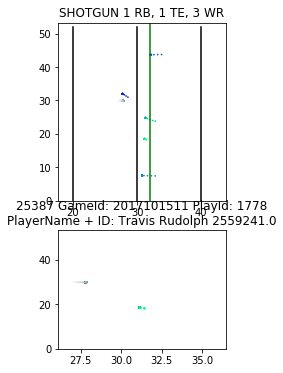 SHOTGUN 1 RB, 1 TE, 3 WR
50
40
30
20
10
0
20 30 40
25387 GameId: 2017101511 PlayId: 1778
PlayerName + ID: Travis Rudolph 2559241.0
40
20
0
27.5 30.0 32.5 35.0